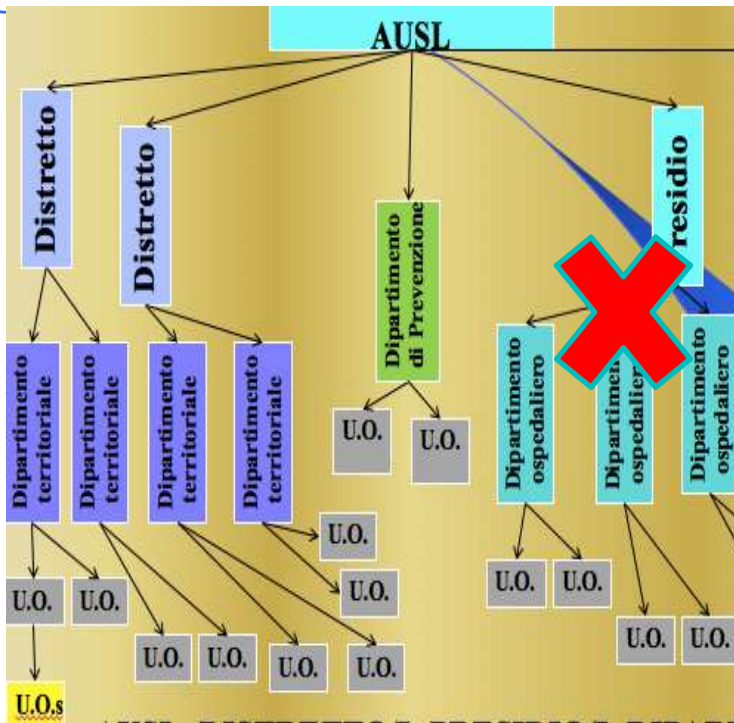 AUSL
Distretto
Distretto
Dipartimento
di Prevenzione
residio
Dipartimento
territoriale
Dipartimento
territoriale
Dipartimento
territoriale
Dipartimento
territoriale
Dipartimento
ospedaliero
Dipartimento
ospedalier
Dipartimento
ospedaliero
U.O.
U.O.
U.O.
U.O.
U.O.
U.O.
U.O.
U.O.
U.O.
U.O.
U.O.
U.O.
U.O.
U.O.
U.O.s